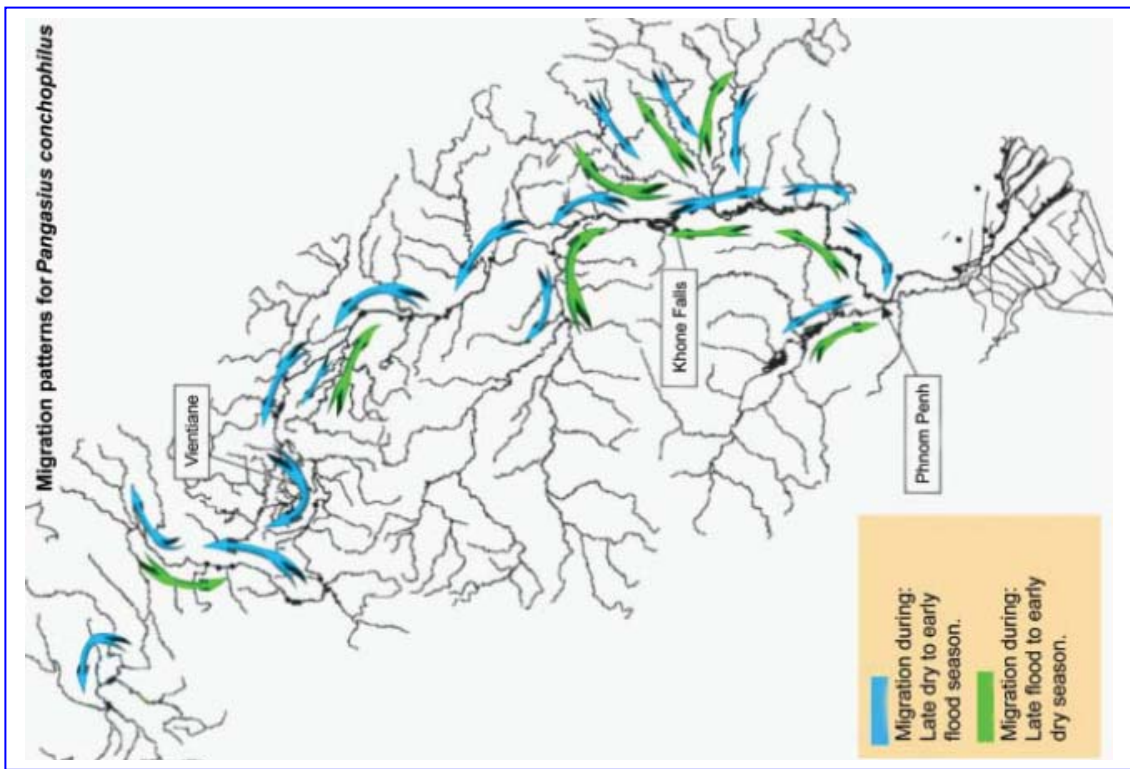 Migration patterns for Pangasius conchophilus
Vientiane
Khone Falls
Phnom Penh
Migration during:
Late dry to early
flood season.
Migration during:
Late flood to early
dry season.